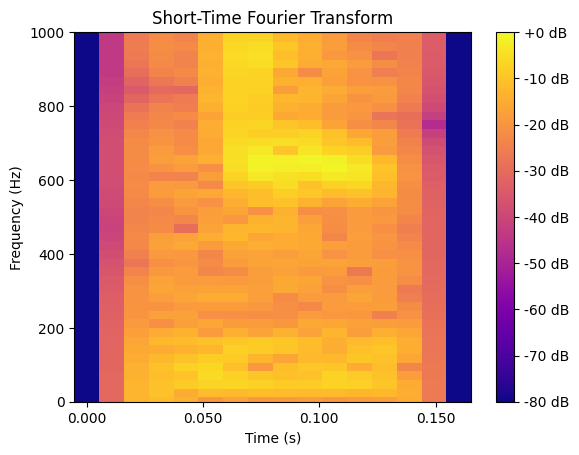 Short-Time Fourier Transform
Frequency (Hz)
1000
800
600
400
200
0
0.000
0.050
0.100
0.150
Time (s)
+0 dB
-10 dB
-20 dB
-30 dB
-40 dB
-50 dB
-60 dB
-70 dB
-80 dB